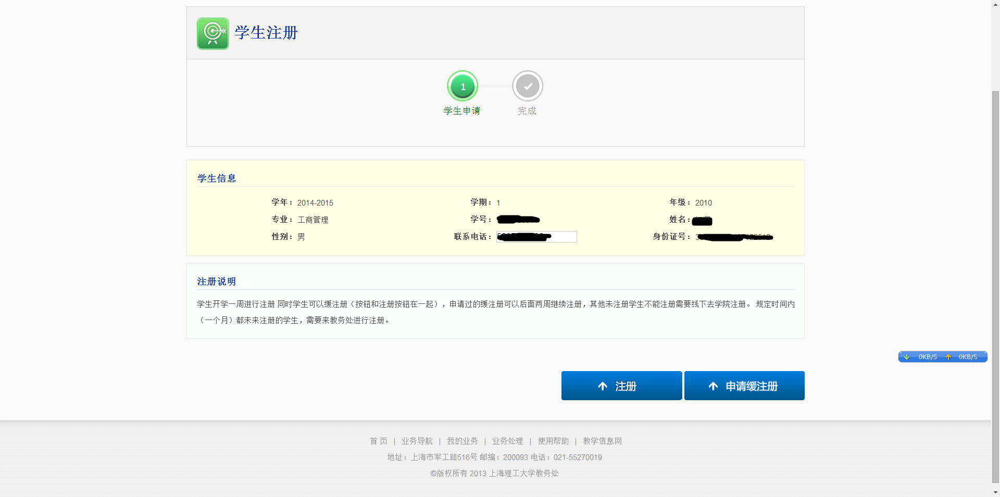 学生注册
1
学生申请 完成
学生信息
学年：2014-2015 学期：1 年级：2010
专业：工商管理 学号： 姓名：
性别：男 联系电话： 身份证号：
注册说明
学生开学一周进行注册 同时学生可以缓注册（按钮和注册按钮在一起），申请过的缓注册可以后面两周继续注册，其他未注册学生不能注册需要线下去学院注册。 规定时间内
（一个月）都未来注册的学生，需要来教务处进行注册。
0KB/S 0KB/S
注册 申请缓注册
首 页 | 业务导航 | 我的业务 | 业务处理 | 使用帮助 | 教学信息网
地址：上海市军工路516号 邮编：200093 电话：021-55270019
©版权所有 2013 上海理工大学教务处